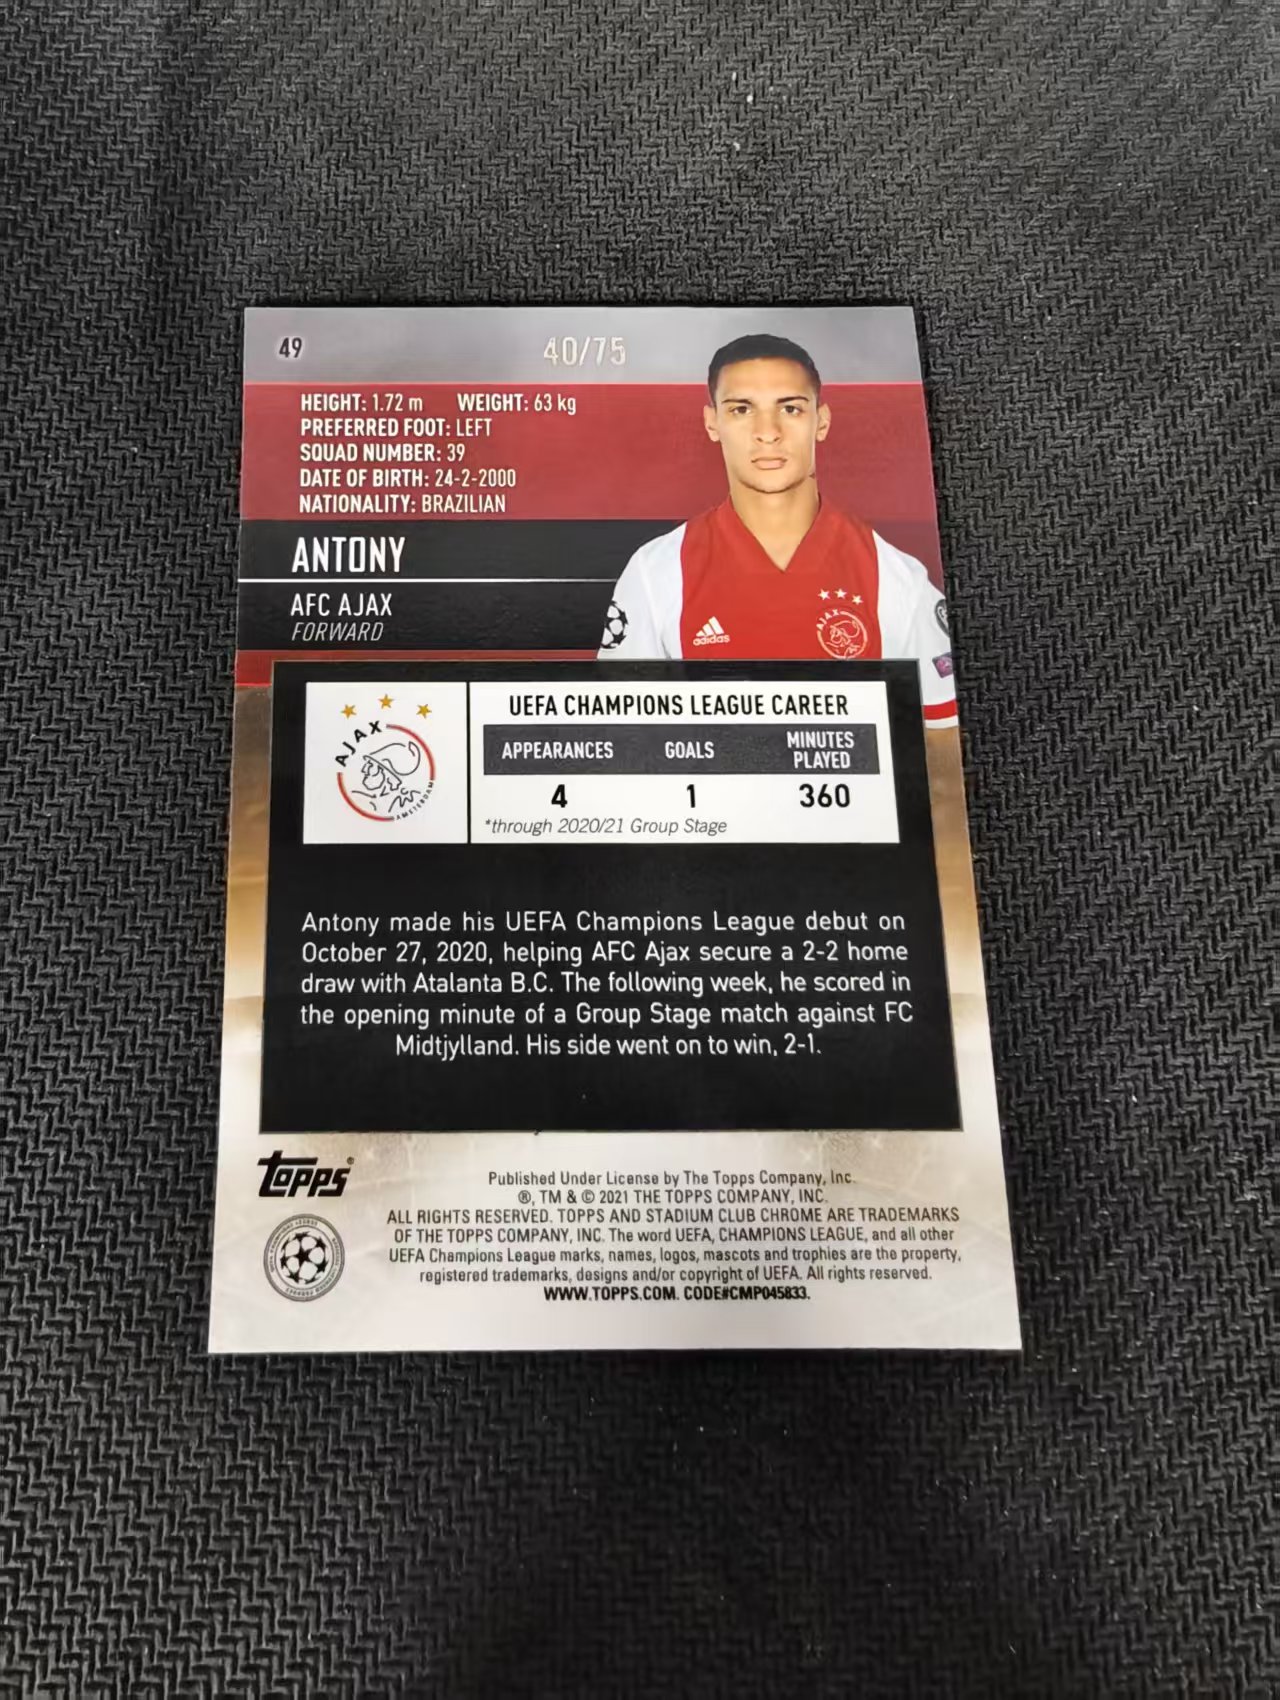 49
40/75
HEIGHT: 1.72 m WEIGHT: 63 kg
PREFERRED FOOT: LEFT
SQUAD NUMBER: 39
DATE OF BIRTH: 24-2-2000
NATIONALITY: BRAZILIAN
ANTONY
AFC AJAX
FORWARD
adidas
AJAX
AJAX
AMSTERDAM
UEFA CHAMPIONS LEAGUE CAREER
APPEARANCES GOALS MINUTES PLAYED
4 1 360
*through 2020/21 Group Stage
Antony made his UEFA Champions League debut on
October 27, 2020, helping AFC Ajax secure a 2-2 home
draw with Atalanta B.C. The following week, he scored in
the opening minute of a Group Stage match against FC
Midtjylland. His side went on to win, 2-1.
topps®
Published Under License by The Topps Company, Inc.
®, TM & © 2021 THE TOPPS COMPANY, INC.
ALL RIGHTS RESERVED. TOPPS AND STADIUM CLUB CHROME ARE TRADEMARKS
OF THE TOPPS COMPANY, INC. The word UEFA, CHAMPIONS LEAGUE, and all other
UEFA Champions League marks, names, logos, mascots and trophies are the property,
registered trademarks, designs and/or copyright of UEFA. All rights reserved.
WWW.TOPPS.COM. CODE#CMP045833.